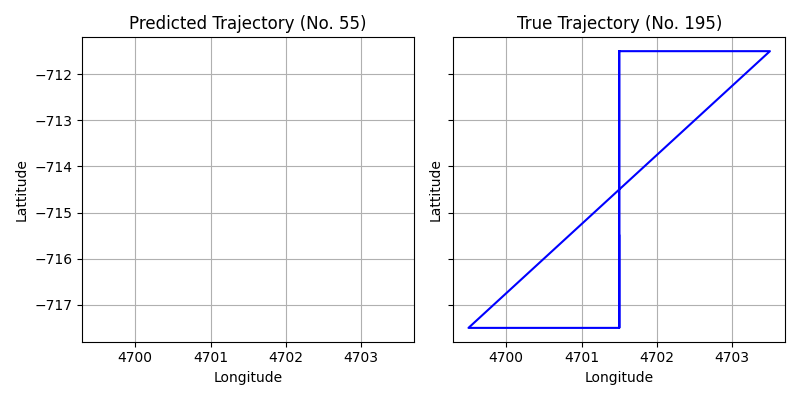 Predicted Trajectory (No. 55)
True Trajectory (No. 195)
Lattitude
−712
−713
−714
−715
−716
−717
4700
4701
4702
4703
Longitude
Lattitude
4700
4701
4702
4703
Longitude